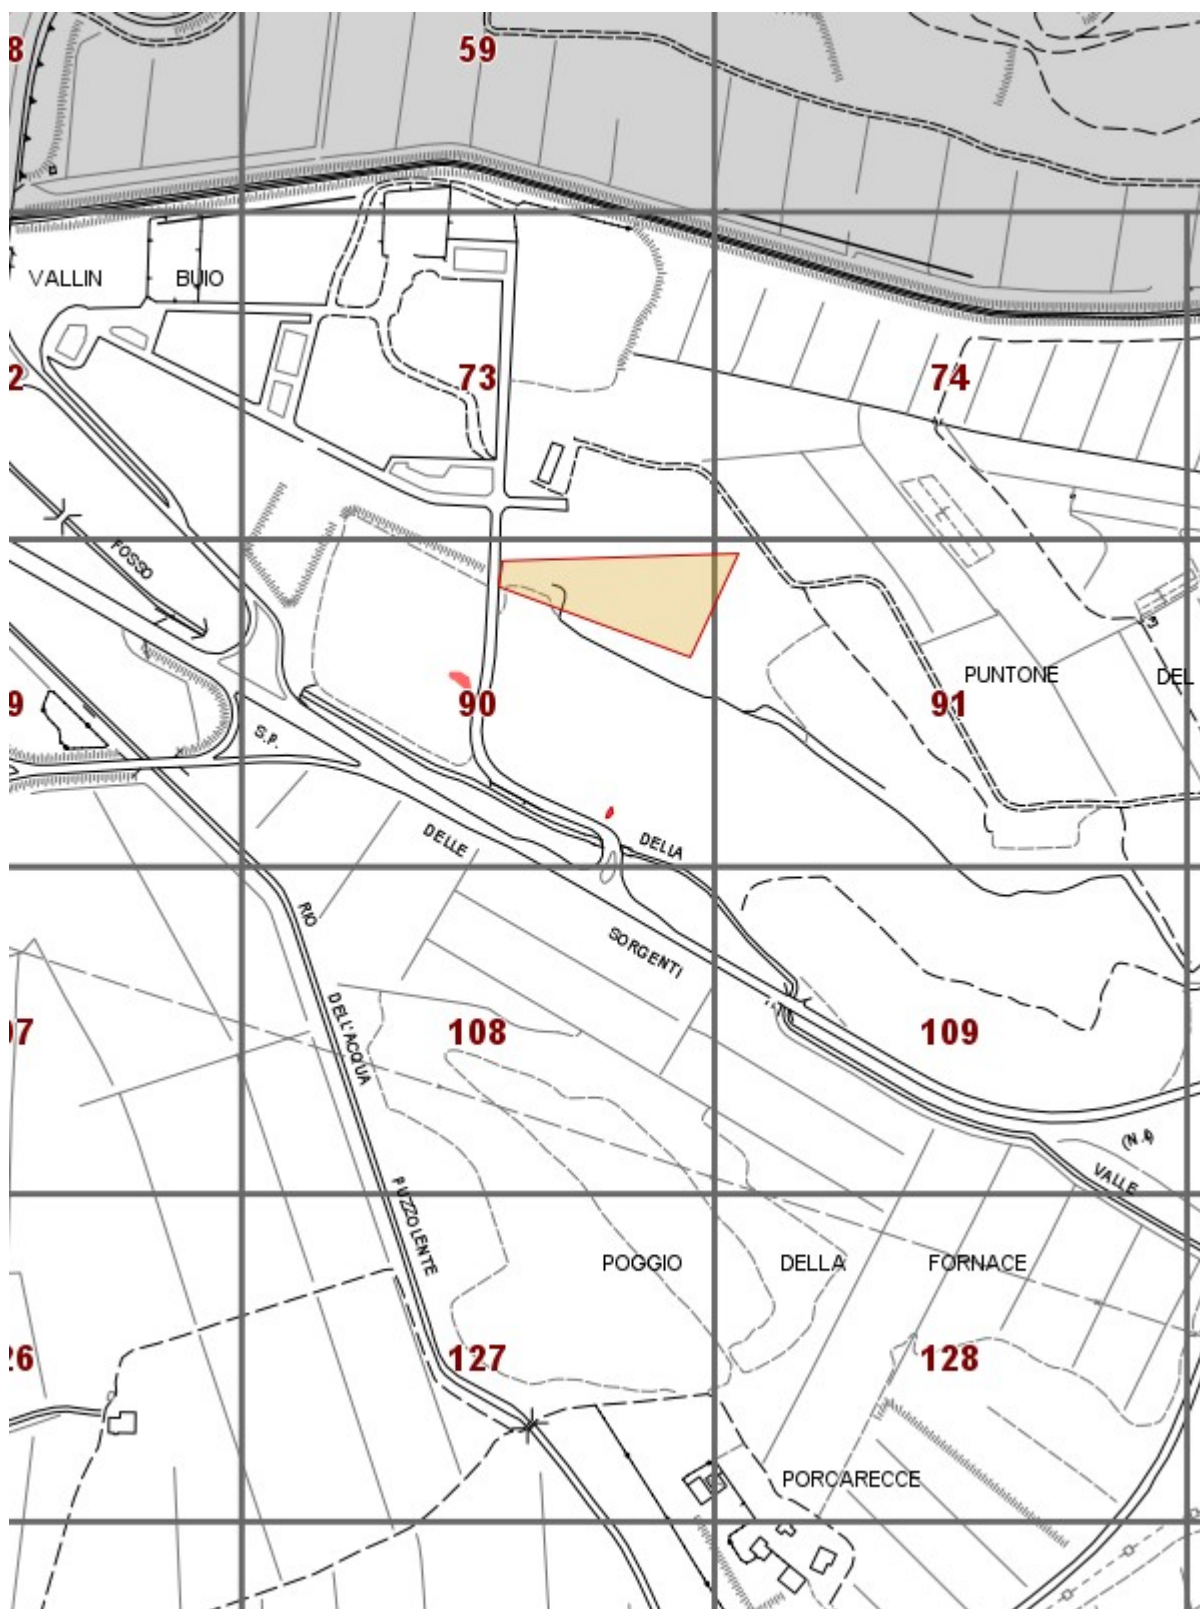 8
59
VALLIN BUIO
2
73
74
FOSSO
PUNTONE DEL
9
90
91
S.P.
DELLE
DELLA
RIO
SORGENTI
DELL'ACQUA
07
108
109
(N.4)
VALLE
PUZZOLENTE
POGGIO DELLA FORNACE
26
127
128
PORCARECCE